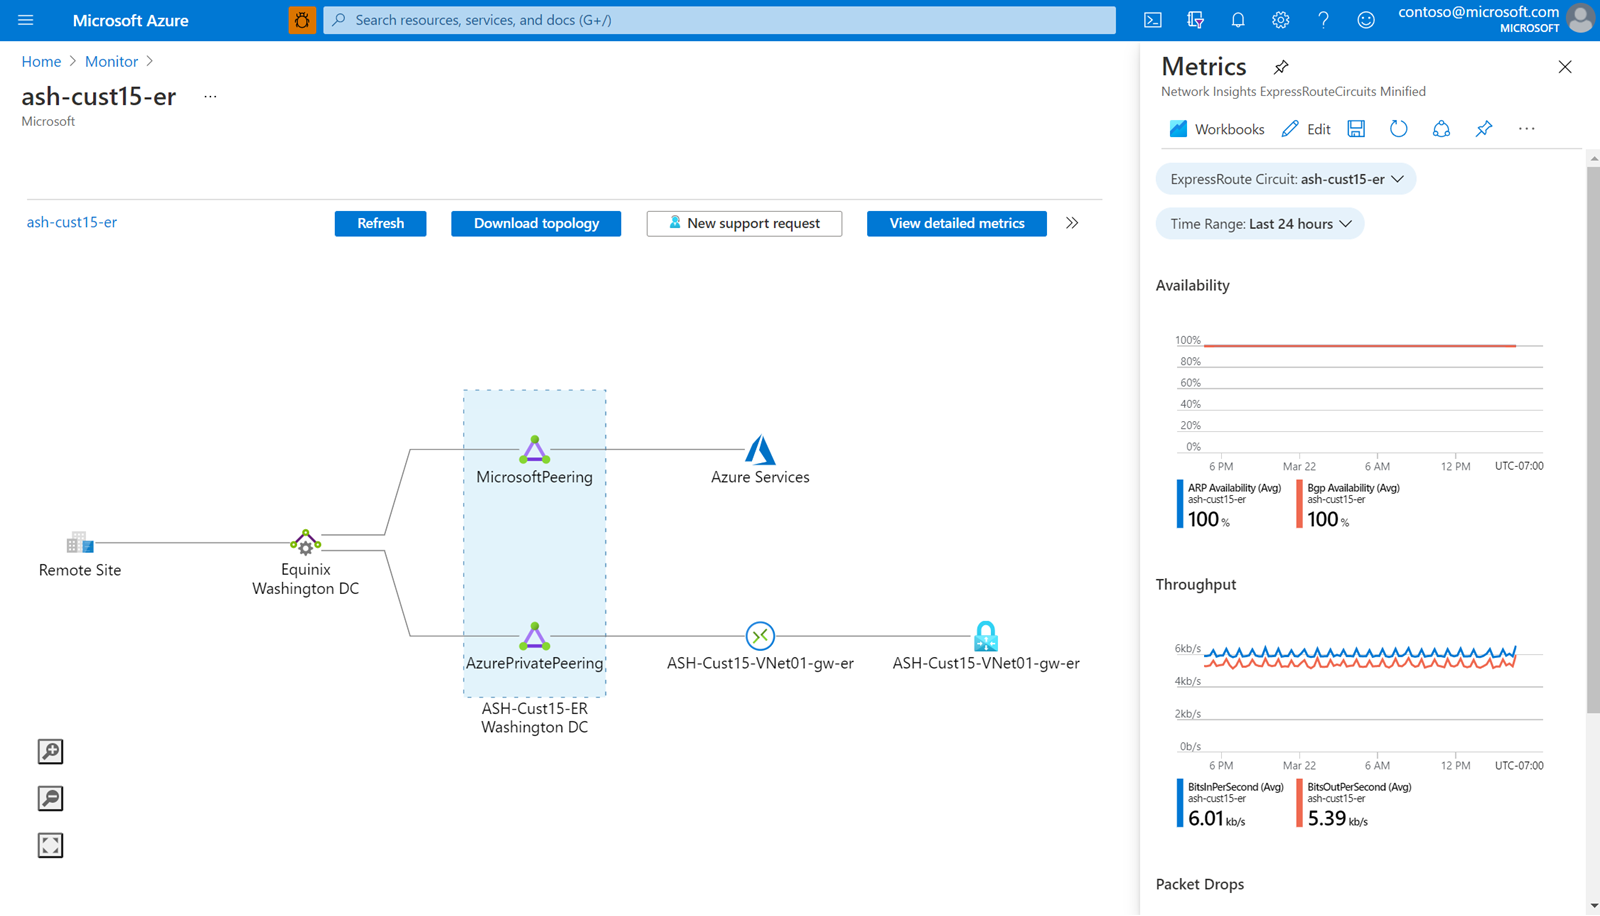 Microsoft Azure
Search resources, services, and docs (G+/)
contoso@microsoft.com
MICROSOFT
Home > Monitor >
ash-cust15-er ...
Microsoft
ash-cust15-er
Refresh
Download topology
New support request
View detailed metrics
MicrosoftPeering
Azure Services
Remote Site
Equinix
Washington DC
AzurePrivatePeering
ASH-Cust15-VNet01-gw-er
ASH-Cust15-VNet01-gw-er
ASH-Cust15-ER
Washington DC
Metrics
Network Insights ExpressRouteCircuits Minified
Workbooks
Edit
ExpressRoute Circuit: ash-cust15-er
Time Range: Last 24 hours
Availability
100%
80%
60%
40%
20%
0%
6 PM
Mar 22
6 AM
12 PM
UTC-07:00
ARP Availability (Avg)
ash-cust15-er
100 %
Bgp Availability (Avg)
ash-cust15-er
100 %
Throughput
6kb/s
4kb/s
2kb/s
0b/s
6 PM
Mar 22
6 AM
12 PM
UTC-07:00
BitsInPerSecond (Avg)
ash-cust15-er
6.01 kb/s
BitsOutPerSecond (Avg)
ash-cust15-er
5.39 kb/s
Packet Drops